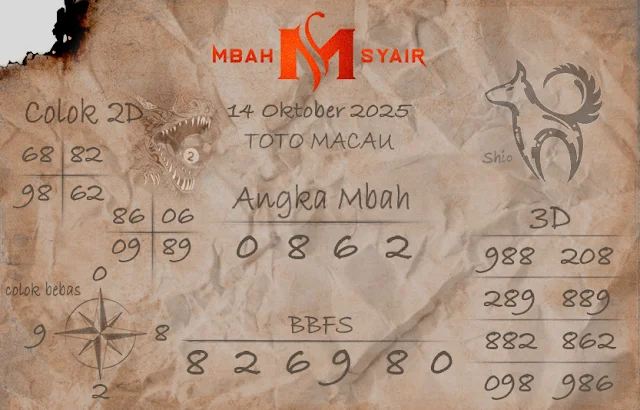 MBAH M SYAIR
14 Oktober 2025
TOTO MACAU
Colok 2D
68 82
98 62
86 06
09 89
2
Shio
Angka Mbah
0 8 6 2
3D
988 208
289 889
882 862
098 986
colok bebas
0
9 8
2
BBFS
8 2 6 9 8 0